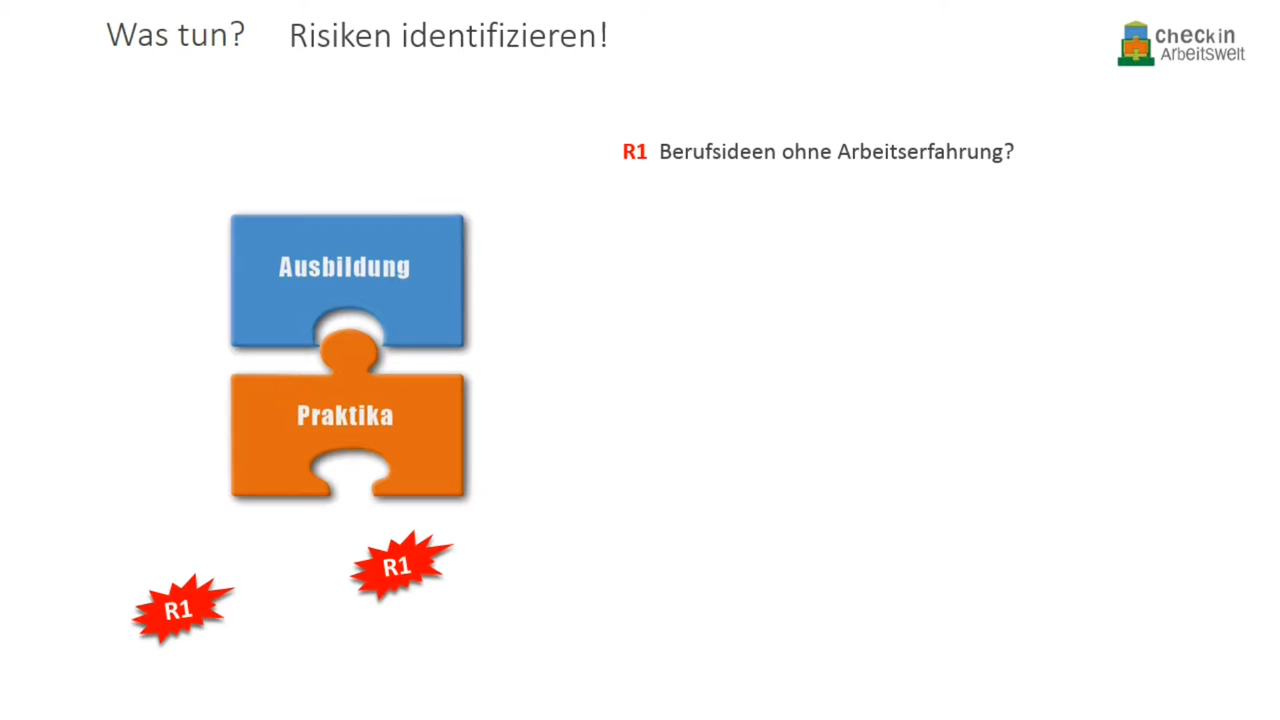 Was tun? Risiken identifizieren!
checkin
Arbeitswelt
R1 Berufsideen ohne Arbeitserfahrung?
Ausbildung
Praktika
R1
R1